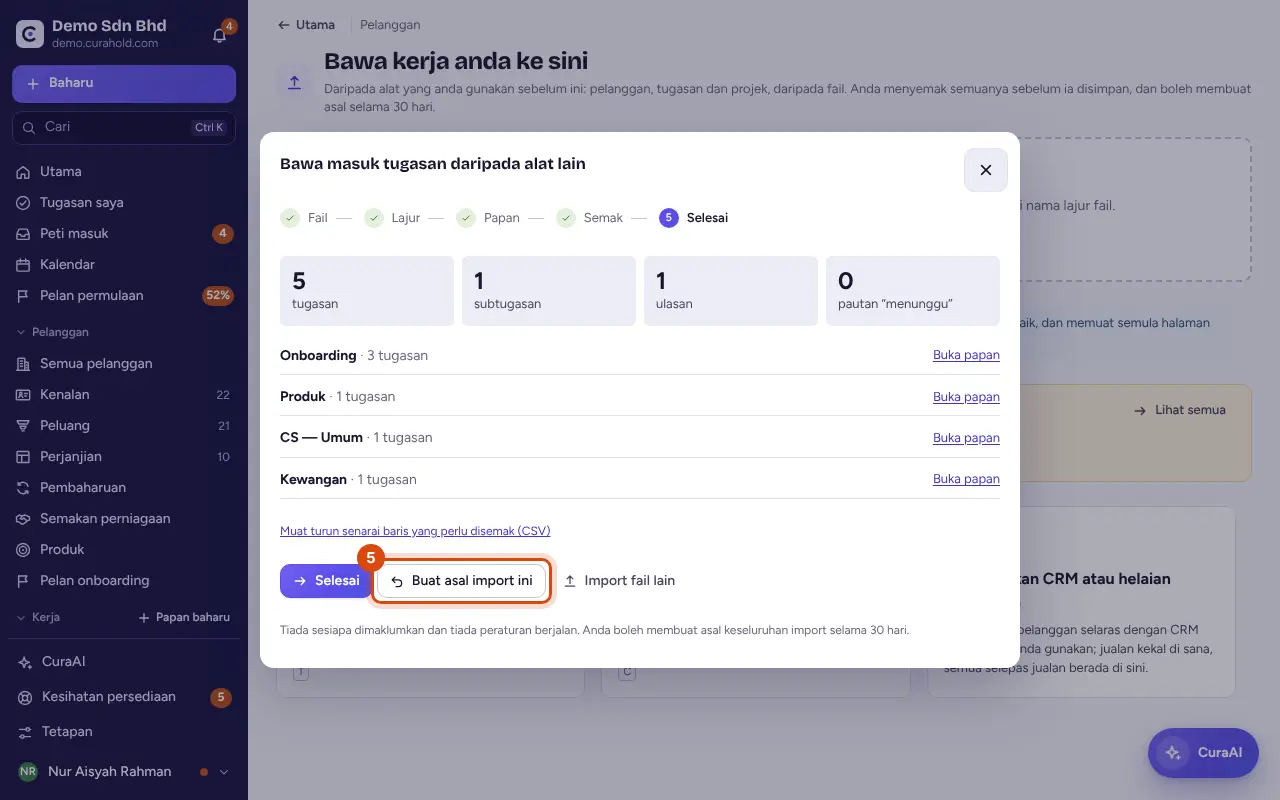 Demo Sdn Bhd
demo.curahold.com
4
Baharu
Cari
Ctrl K
Utama
Tugasan saya
Peti masuk
4
Kalendar
Pelan permulaan
52%
Pelanggan
Semua pelanggan
Kenalan
22
Peluang
21
Perjanjian
10
Pembaharuan
Semakan perniagaan
Produk
Pelan onboarding
Kerja
Papan baharu
CuraAI
Kesihatan persediaan
5
Tetapan
NR
Nur Aisyah Rahman
Utama
Pelanggan
Bawa kerja anda ke sini
Daripada alat yang anda gunakan sebelum ini: pelanggan, tugasan dan projek, daripada fail. Anda menyemak semuanya sebelum ia disimpan, dan boleh membuat
asal selama 30 hari.
Bawa masuk tugasan daripada alat lain
Fail
Lajur
Papan
Semak
5
Selesai
5
tugasan
1
subtugasan
1
ulasan
0
pautan “menunggu”
Onboarding · 3 tugasan
Buka papan
Produk · 1 tugasan
Buka papan
CS — Umum · 1 tugasan
Buka papan
Kewangan · 1 tugasan
Buka papan
Muat turun senarai baris yang perlu disemak (CSV)
5
Selesai
Buat asal import ini
Import fail lain
Tiada sesiapa dimaklumkan dan tiada peraturan berjalan. Anda boleh membuat asal keseluruhan import selama 30 hari.
nama lajur fail.
dan memuat semula halaman
Lihat semua
CRM atau helaian
pelanggan selaras dengan CRM
gunakan; jualan kekal di sana,
semua selepas jualan berada di sini.
CuraAI